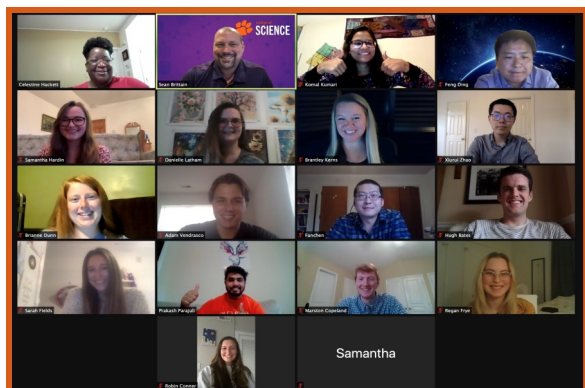 SCIENCE
Celestine Hackett
Sean Brittain
Komal Kumari
Feng Ding
Samantha Hardin
Danielle Latham
Brantley Kerns
Xiurui Zhao
Brianne Dunn
Adam Vendrasco
Fanchen
Hugh Bates
Sarah Fields
Prakash Parajuli
Marston Copeland
Regan Frye
Robin Conner
Samantha